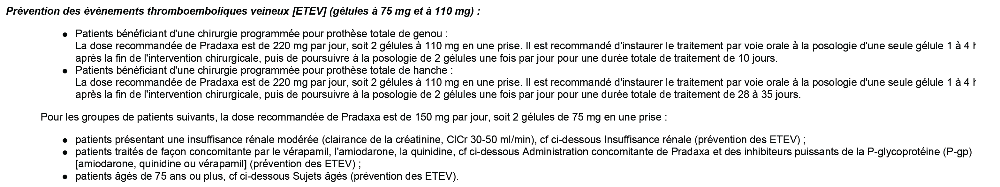 Prévention des événements thromboemboliques veineux [ETEV] (gélules à 75 mg et à 110 mg) :
● Patients bénéficiant d'une chirurgie programmée pour prothèse totale de genou :
La dose recommandée de Pradaxa est de 220 mg par jour, soit 2 gélules à 110 mg en une prise. Il est recommandé d'instaurer le traitement par voie orale à la posologie d'une seule gélule 1 à 4 h
après la fin de l'intervention chirurgicale, puis de poursuivre à la posologie de 2 gélules une fois par jour pour une durée totale de traitement de 10 jours.
● Patients bénéficiant d'une chirurgie programmée pour prothèse totale de hanche :
La dose recommandée de Pradaxa est de 220 mg par jour, soit 2 gélules à 110 mg en une prise. Il est recommandé d'instaurer le traitement par voie orale à la posologie d'une seule gélule 1 à 4 h
après la fin de l'intervention chirurgicale, puis de poursuivre à la posologie de 2 gélules une fois par jour pour une durée totale de traitement de 28 à 35 jours.
Pour les groupes de patients suivants, la dose recommandée de Pradaxa est de 150 mg par jour, soit 2 gélules de 75 mg en une prise :
● patients présentant une insuffisance rénale modérée (clairance de la créatinine, ClCr 30-50 ml/min), cf ci-dessous Insuffisance rénale (prévention des ETEV) ;
● patients traités de façon concomitante par le vérapamil, l'amiodarone, la quinidine, cf ci-dessous Administration concomitante de Pradaxa et des inhibiteurs puissants de la P-glycoprotéine (P-gp)
[amiodarone, quinidine ou vérapamil] (prévention des ETEV) ;
● patients âgés de 75 ans ou plus, cf ci-dessous Sujets âgés (prévention des ETEV).